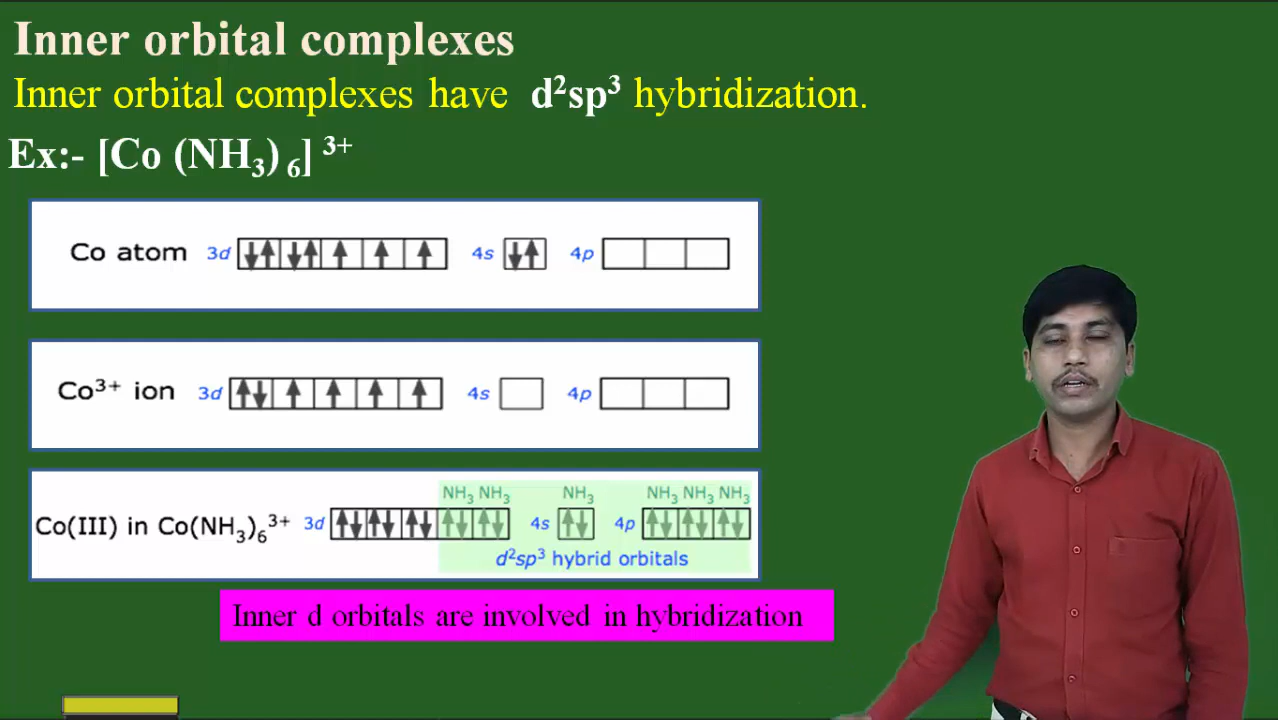 Inner orbital complexes
Inner orbital complexes have d²sp³ hybridization.
Ex:- [Co (NH₃)₆] ³⁺
Co atom 3d 4s 4p
Co³⁺ ion 3d 4s 4p
NH₃ NH₃ NH₃ NH₃ NH₃ NH₃
Co(III) in Co(NH₃)₆³⁺ 3d 4s 4p
d²sp³ hybrid orbitals
Inner d orbitals are involved in hybridization